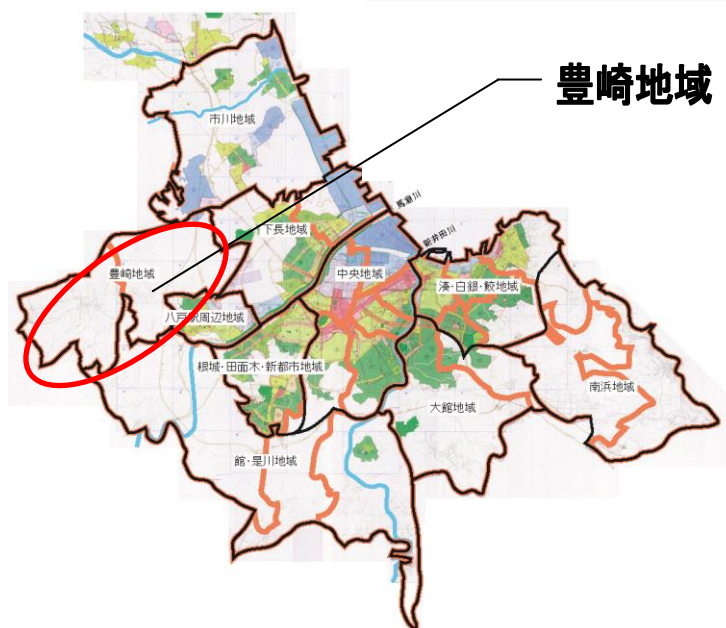 豊崎地域
市川地域
馬淵川
下長地域
新井田川
豊崎地域
中央地域
湊・白銀・鮫地域
八戸駅周辺地域
根城・田面木・新都市地域
南浜地域
大館地域
館・是川地域